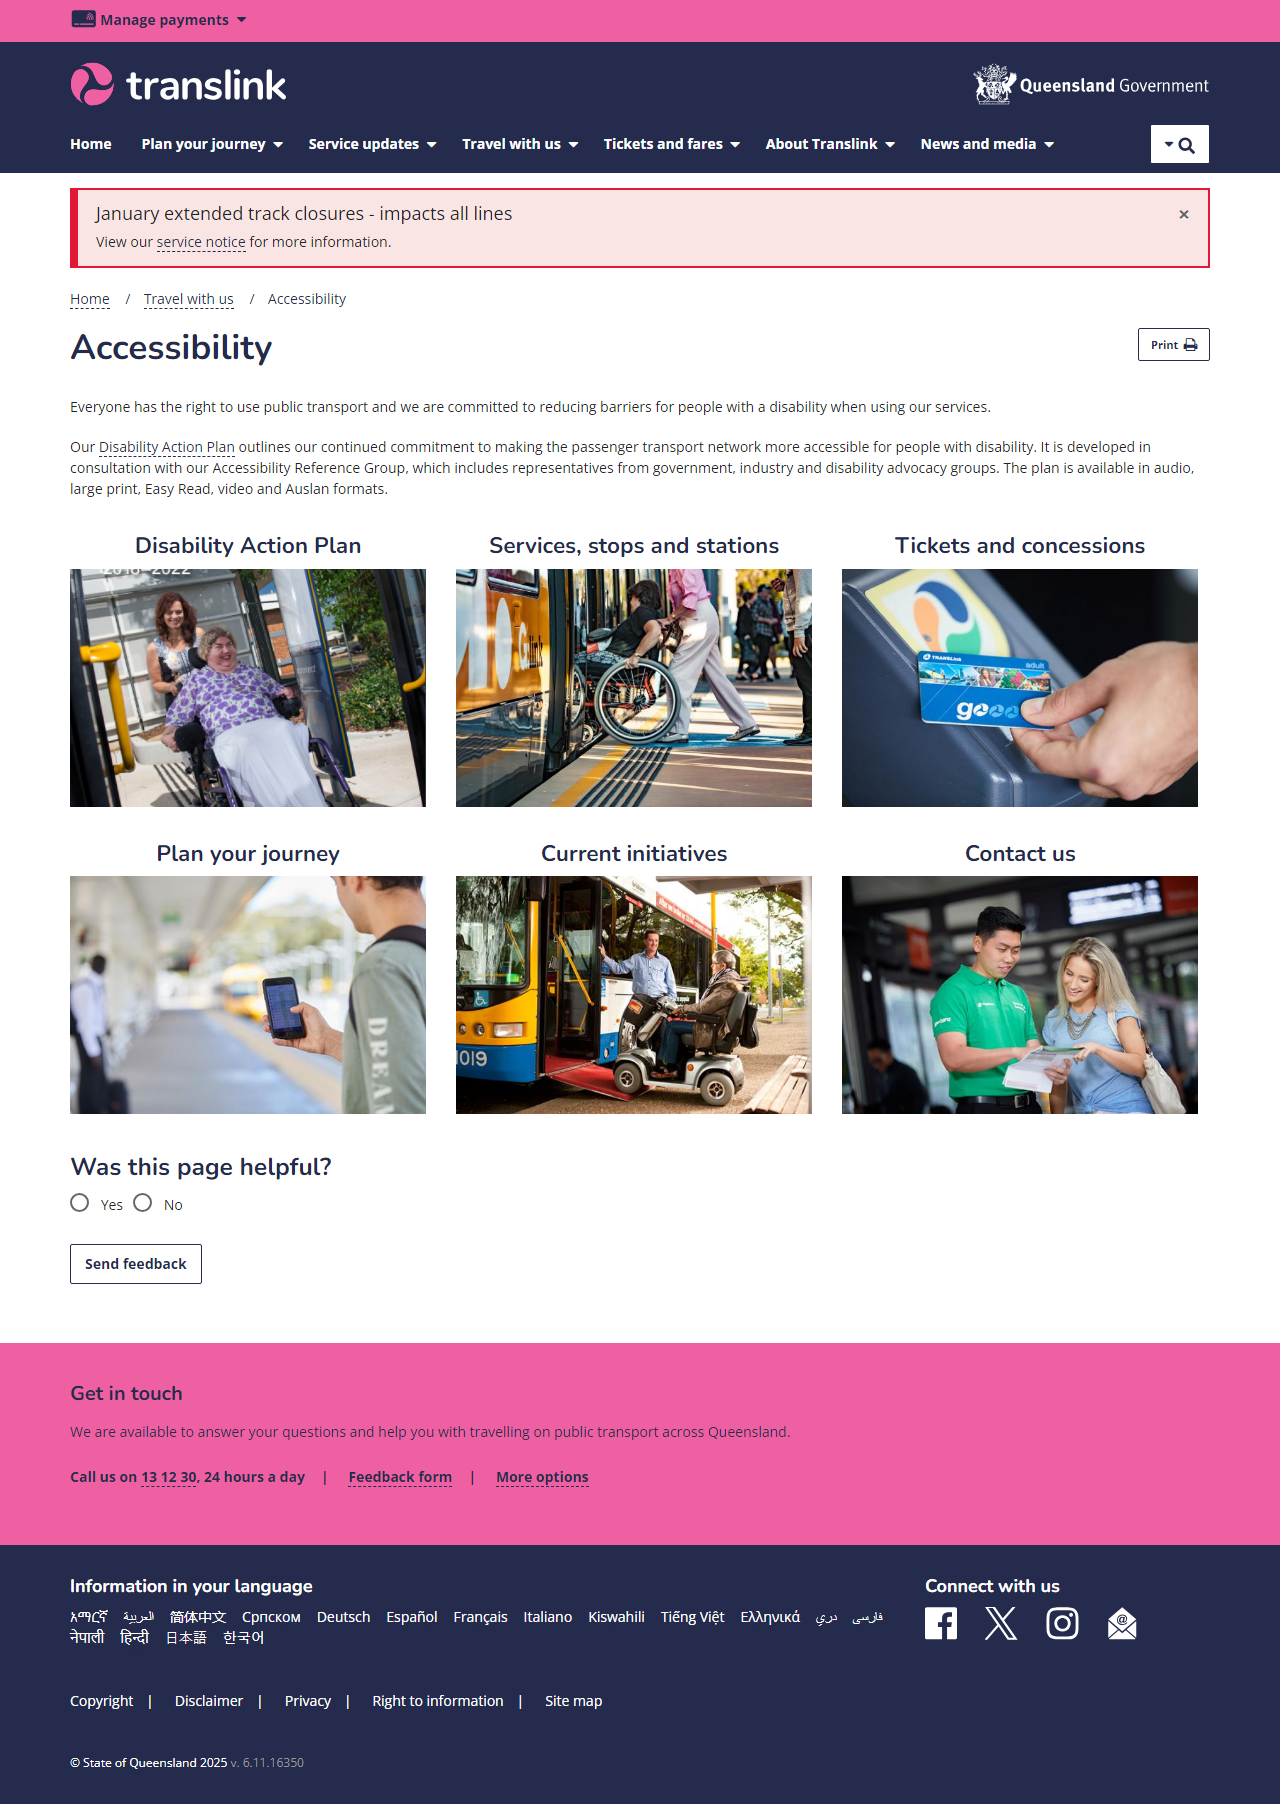 Manage payments
translink
Queensland Government
Home Plan your journey Service updates Travel with us Tickets and fares About Translink News and media
January extended track closures - impacts all lines
×
View our service notice for more information.
Home / Travel with us / Accessibility
Accessibility
Print
Everyone has the right to use public transport and we are committed to reducing barriers for people with a disability when using our services.
Our Disability Action Plan outlines our continued commitment to making the passenger transport network more accessible for people with disability. It is developed in
consultation with our Accessibility Reference Group, which includes representatives from government, industry and disability advocacy groups. The plan is available in audio,
large print, Easy Read, video and Auslan formats.
Disability Action Plan Services, stops and stations Tickets and concessions
TRANSLink adult
go
Plan your journey Current initiatives Contact us
DREAM
1019
Was this page helpful?
Yes No
Send feedback
Get in touch
We are available to answer your questions and help you with travelling on public transport across Queensland.
Call us on 13 12 30, 24 hours a day | Feedback form | More options
Information in your language
Connect with us
አማርኛ العربية 简体中文 Српском Deutsch Español Français Italiano Kiswahili Tiếng Việt Ελληνικά دری فارسی
नेपाली हिन्दी 日本語 한국어
Copyright | Disclaimer | Privacy | Right to information | Site map
© State of Queensland 2025 v. 6.11.16350